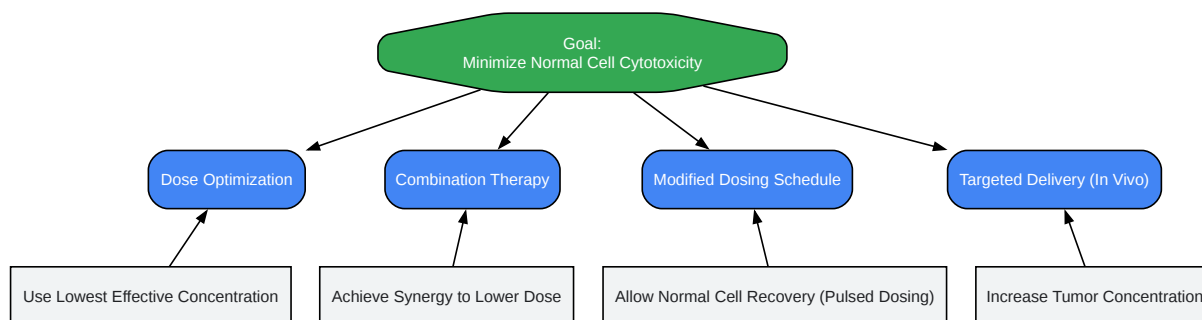 Goal:
Minimize Normal Cell Cytotoxicity
Dose Optimization
Combination Therapy
Modified Dosing Schedule
Targeted Delivery (In Vivo)
Use Lowest Effective Concentration
Achieve Synergy to Lower Dose
Allow Normal Cell Recovery (Pulsed Dosing)
Increase Tumor Concentration